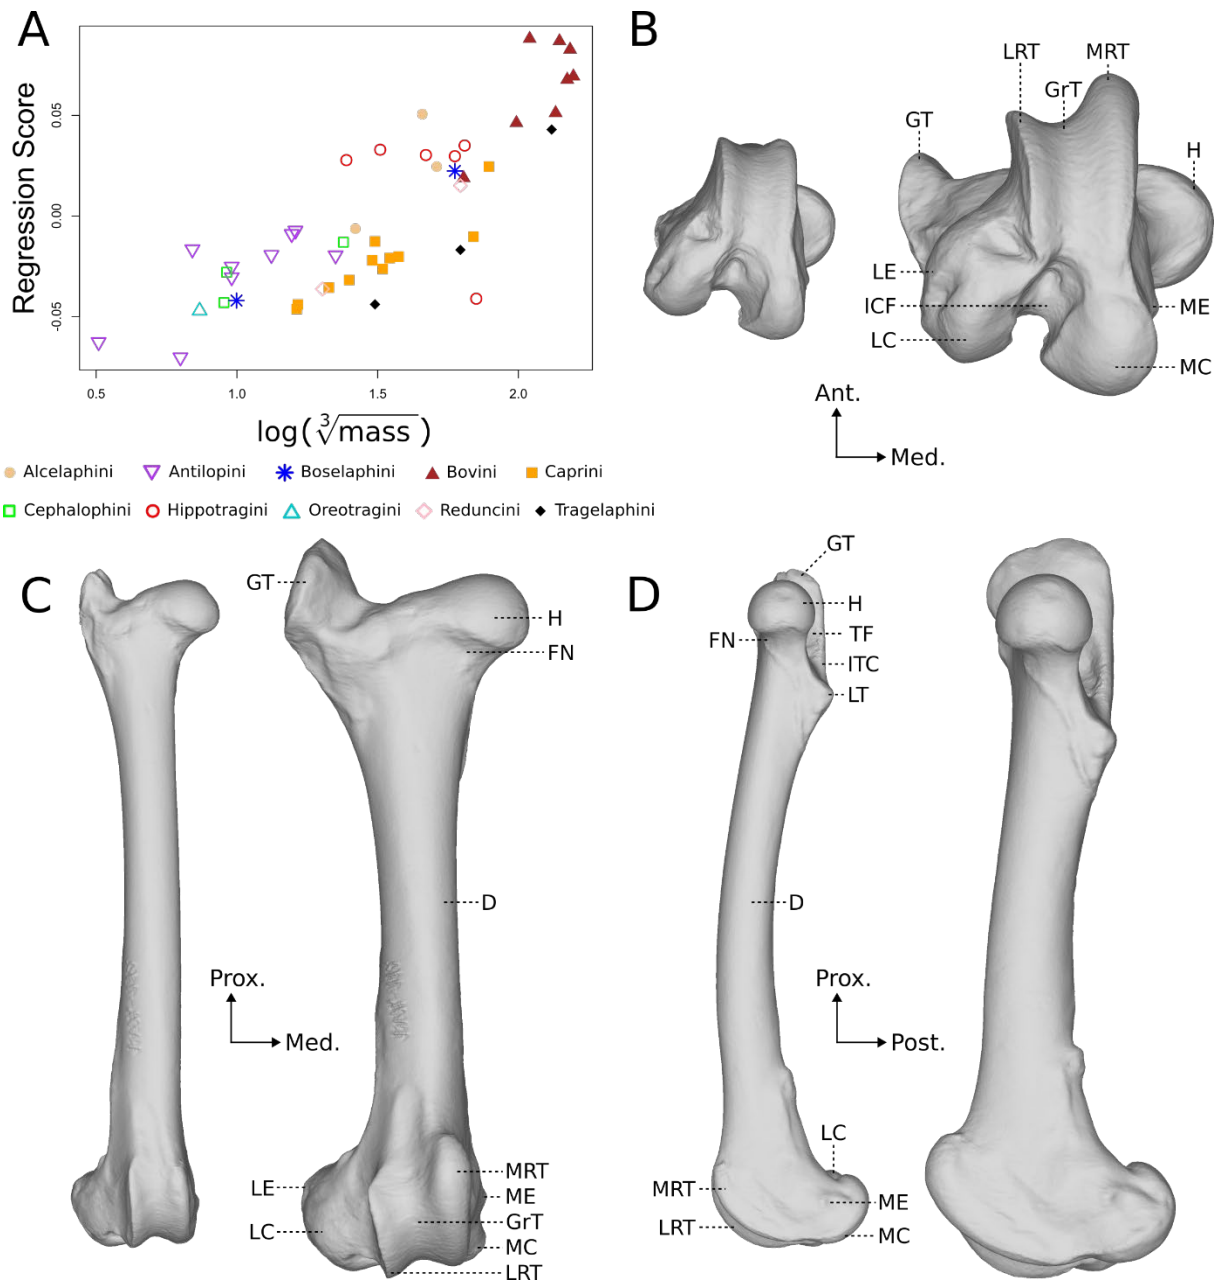 A
Regression Score
0.05
0.00
-0.05
0.5
1.0
1.5
2.0
log(∛mass)
Alcelaphini
Antilopini
Boselaphini
Bovini
Caprini
Cephalophini
Hippotragini
Oreotragini
Reduncini
Tragelaphini
B
LRT
MRT
GrT
GT
H
LE
ICF
ME
LC
MC
Ant.
Med.
C
GT
H
FN
D
Prox.
Med.
MRT
LE
ME
GrT
LC
MC
LRT
D
GT
H
FN
TF
ITC
LT
D
Prox.
Post.
LC
MRT
ME
LRT
MC